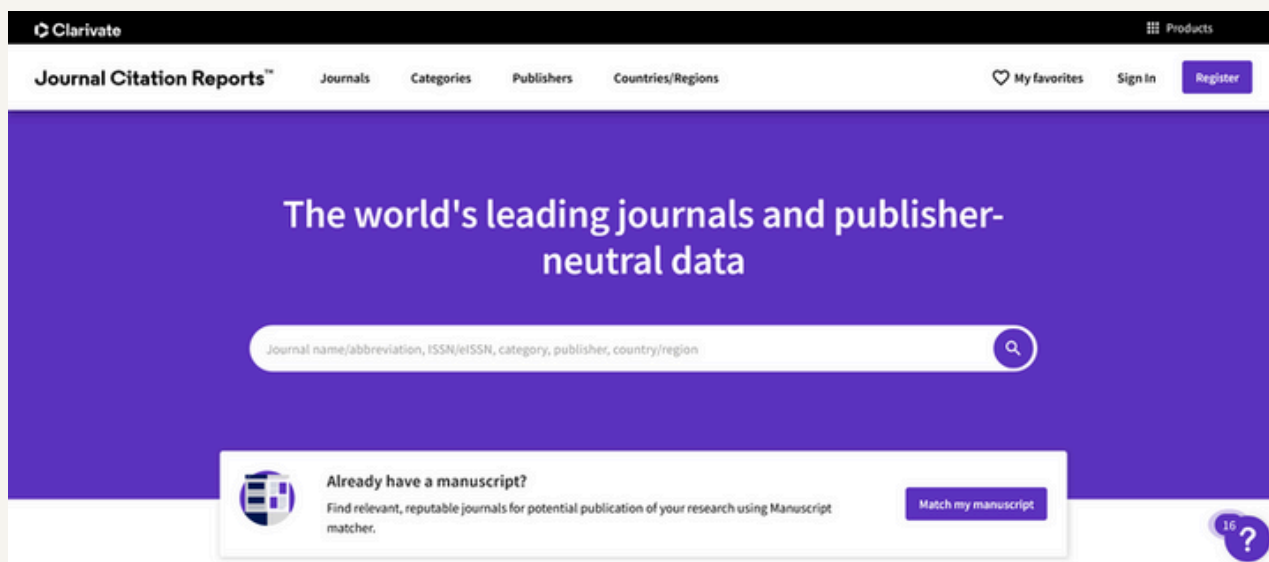 Clarivate
Products
Journal Citation Reports™
Journals
Categories
Publishers
Countries/Regions
My favorites
Sign In
Register
The world's leading journals and publisher-
neutral data
Journal name/abbreviation, ISSN/eISSN, category, publisher, country/region
Already have a manuscript?
Find relevant, reputable journals for potential publication of your research using Manuscript
matcher.
Match my manuscript
16
?